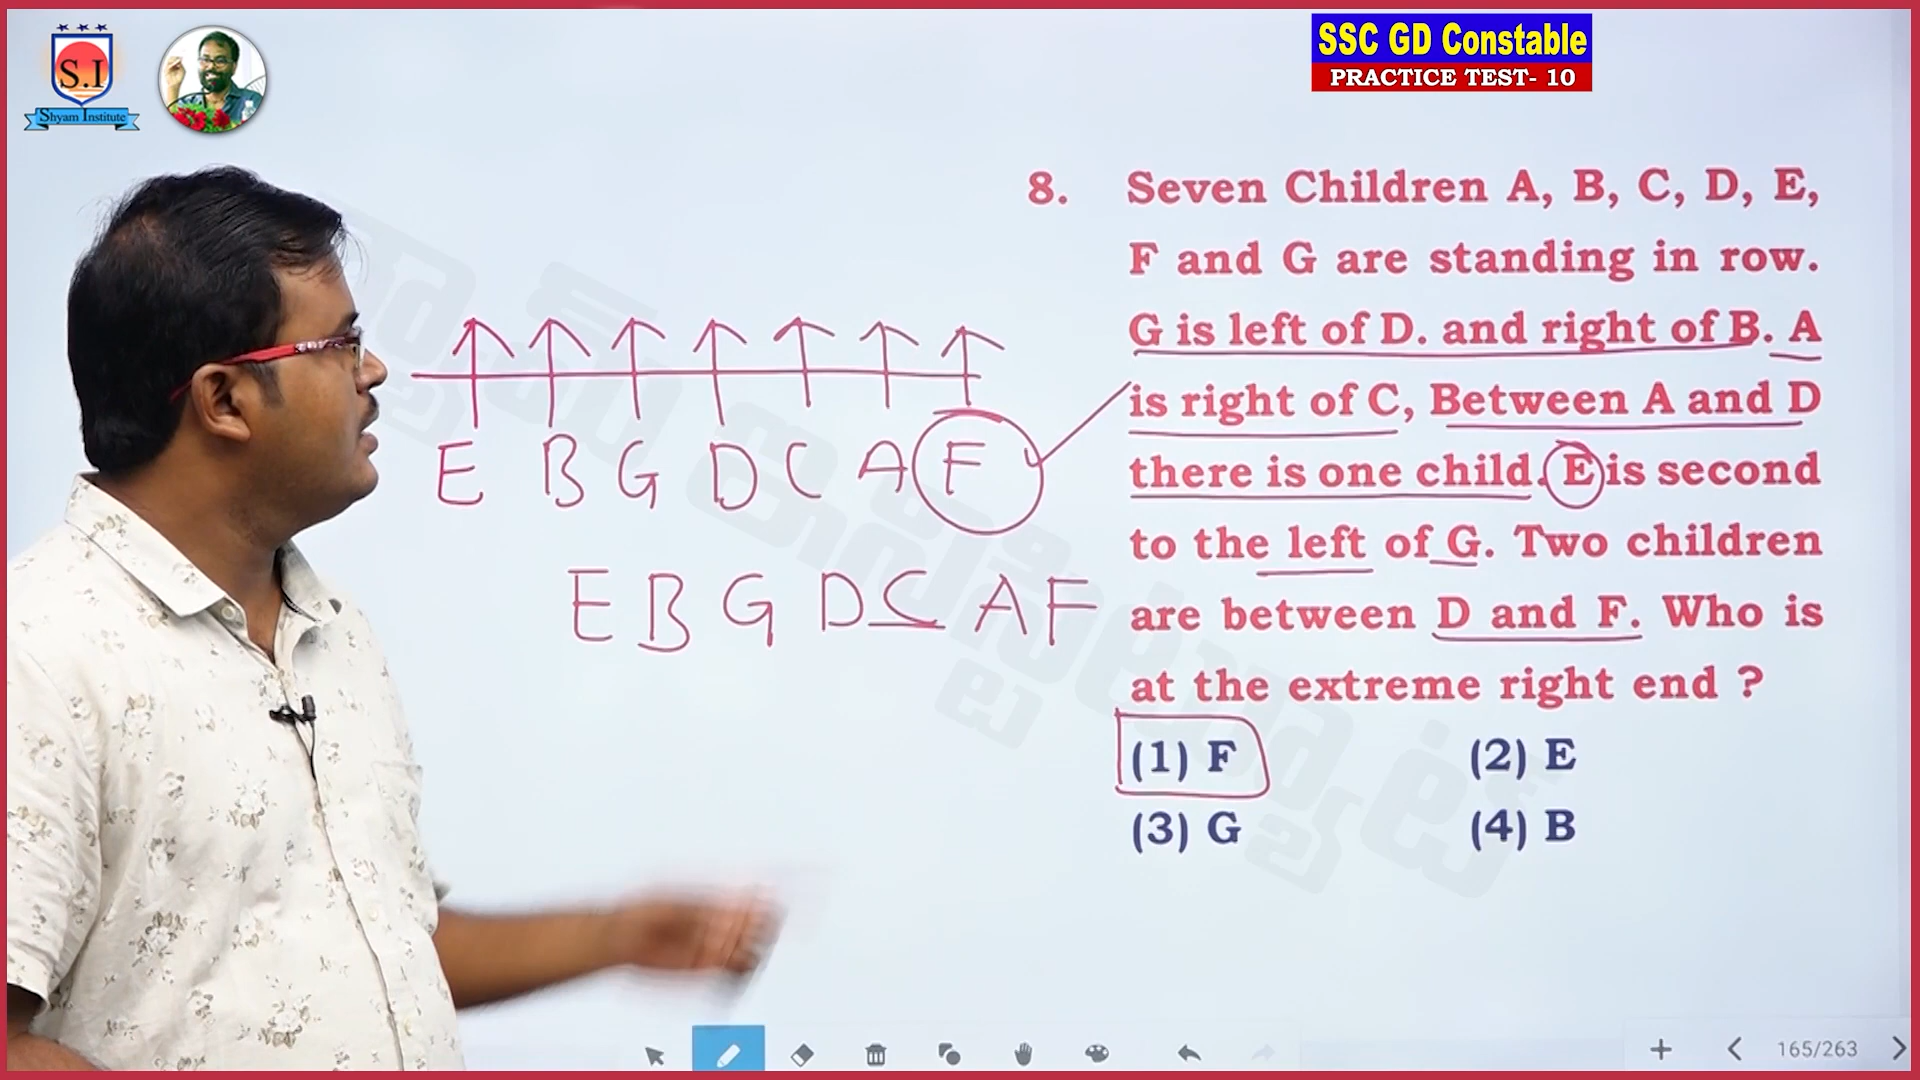 S.I
Shyam Institute
SSC GD Constable
PRACTICE TEST- 10
8. Seven Children A, B, C, D, E,
F and G are standing in row.
G is left of D. and right of B. A
is right of C, Between A and D
there is one child. E is second
to the left of G. Two children
are between D and F. Who is
at the extreme right end ?
(1) F (2) E
(3) G (4) B
E B G D C A F
E B G D C A F
165/263